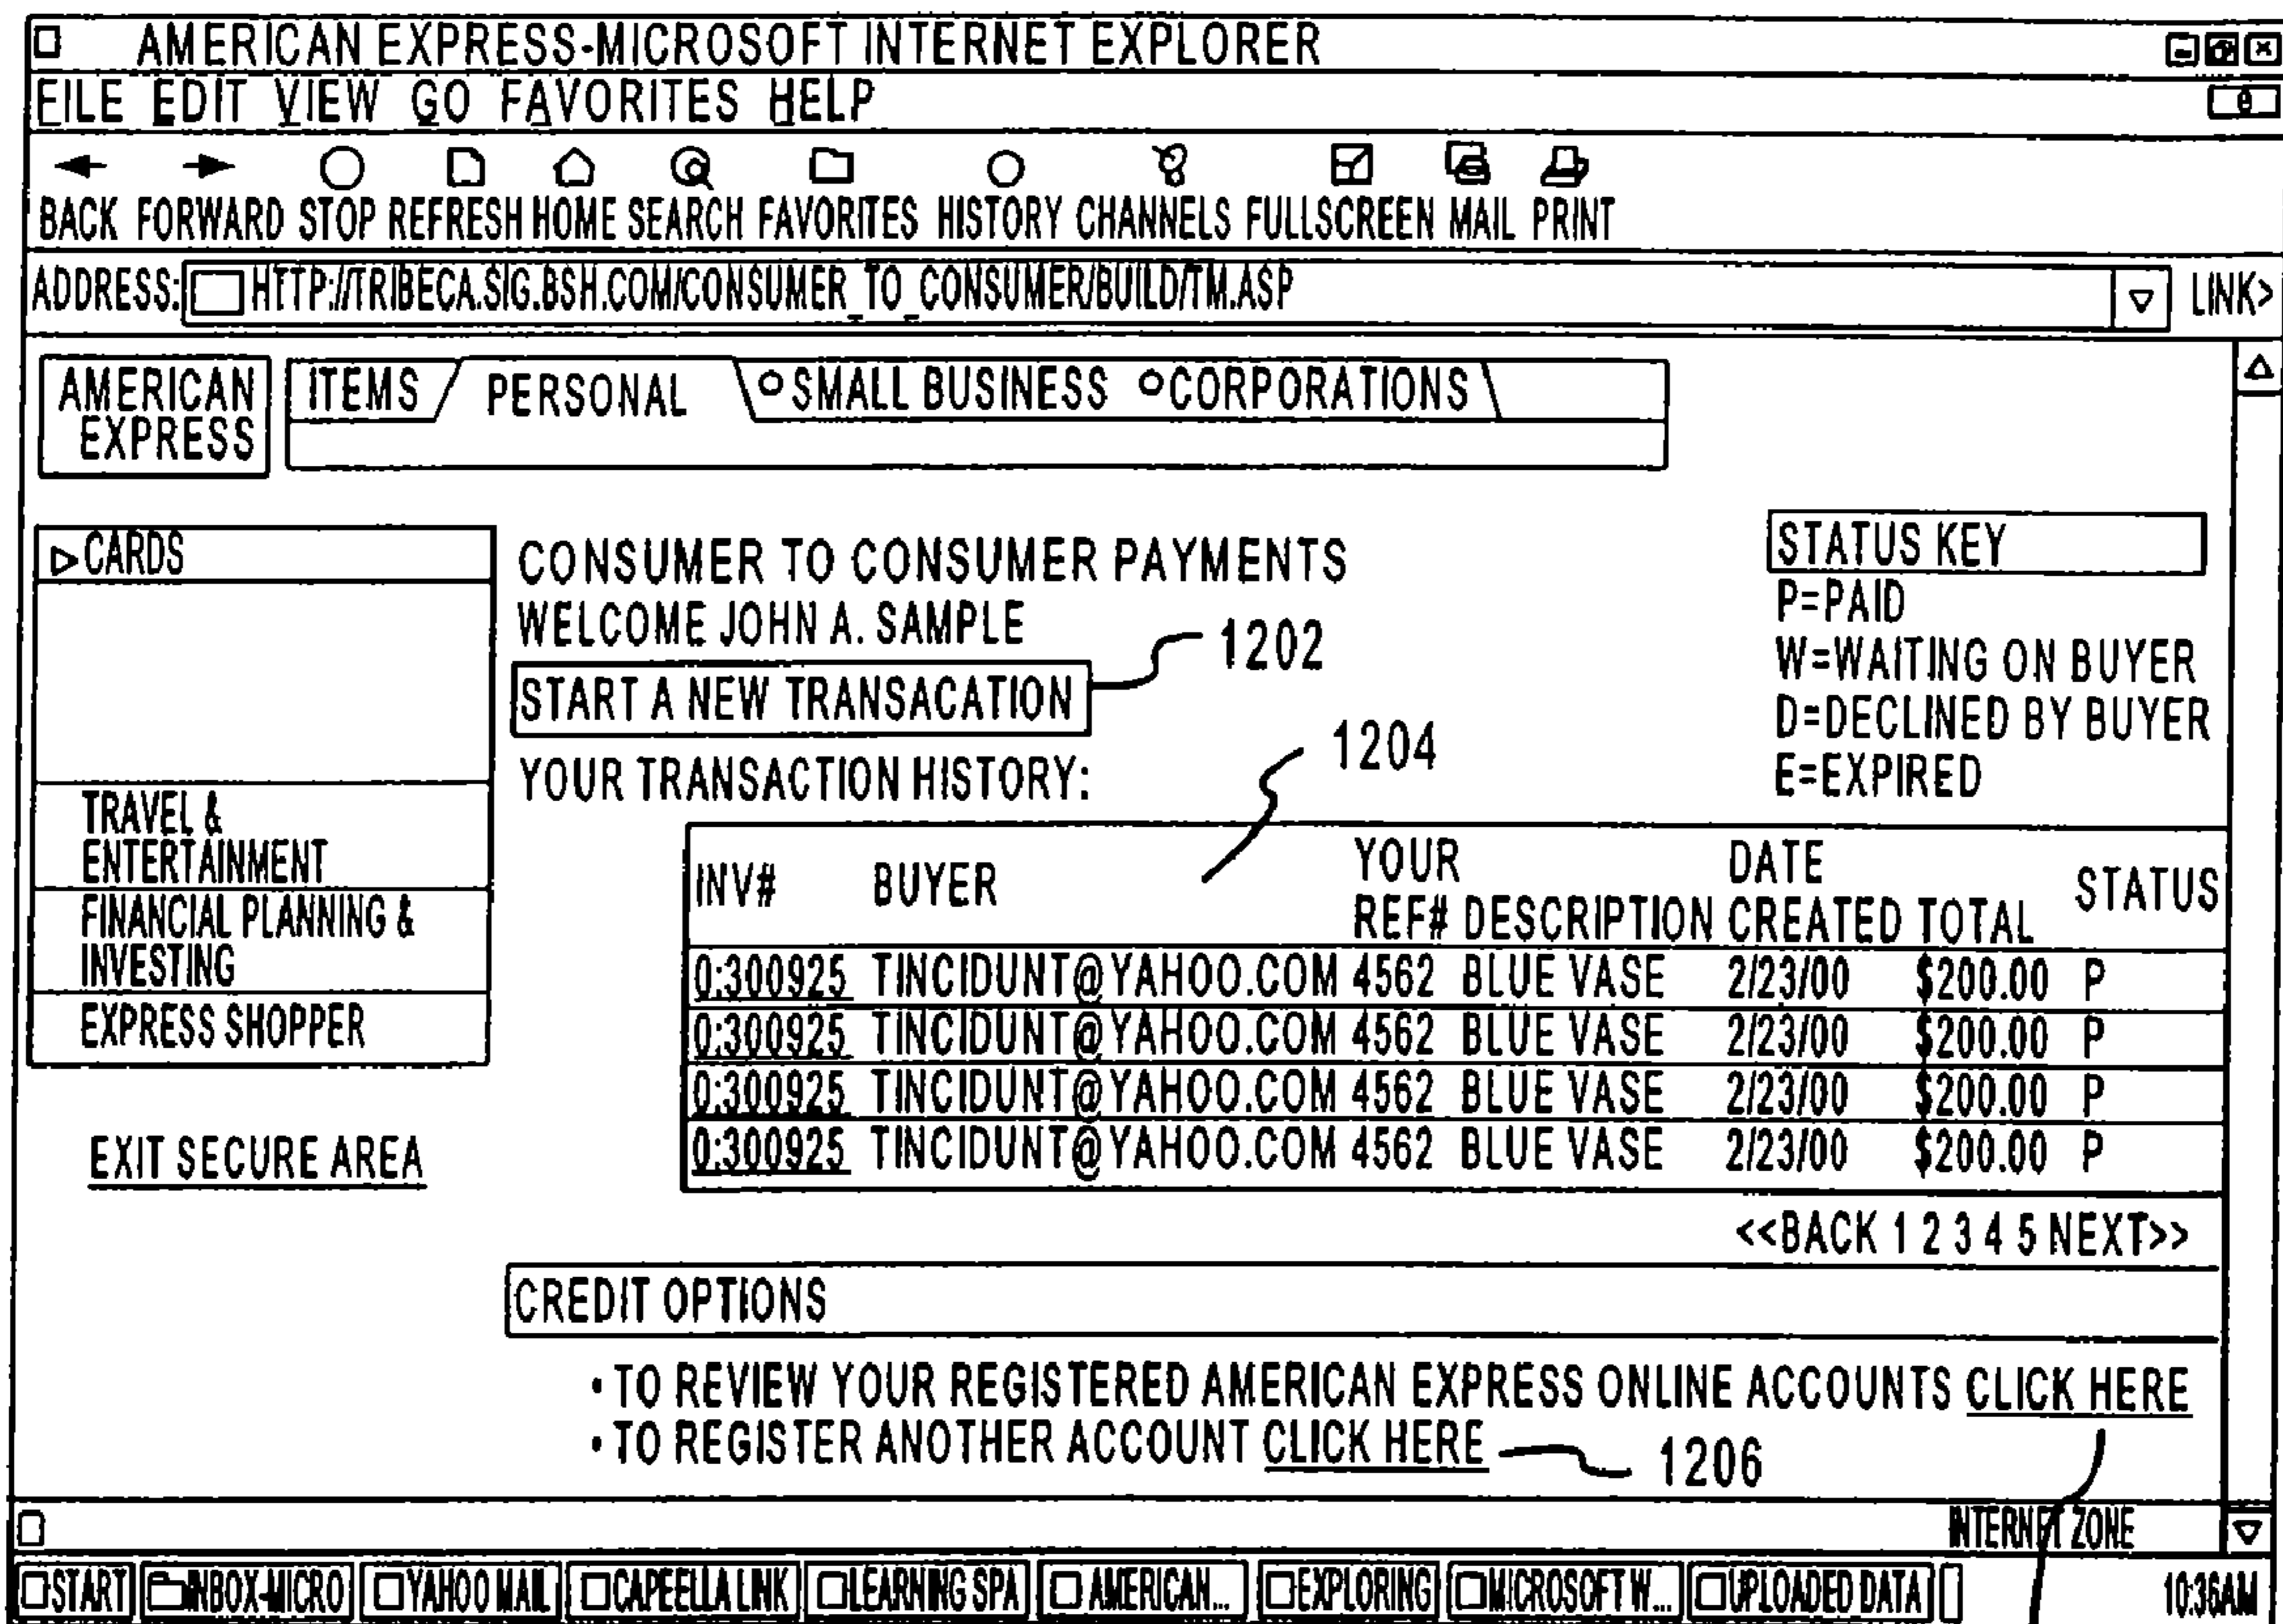 AMERICAN EXPRESS-MICROSOFT INTERNET EXPLORER
FILE EDIT VIEW GO FAVORITES HELP
BACK FORWARD STOP REFRESH HOME SEARCH FAVORITES HISTORY CHANNELS FULLSCREEN MAIL PRINT
ADDRESS: HTTP://TRIBECA.SIG.BSH.COM/CONSUMER_TO_CONSUMER/BUILD/TM.ASP LINK>
AMERICAN EXPRESS
ITEMS PERSONAL SMALL BUSINESS CORPORATIONS
CARDS
TRAVEL &
ENTERTAINMENT
FINANCIAL PLANNING &
INVESTING
EXPRESS SHOPPER
EXIT SECURE AREA
CONSUMER TO CONSUMER PAYMENTS
WELCOME JOHN A. SAMPLE
START A NEW TRANSACATION 1202
YOUR TRANSACTION HISTORY: 1204
STATUS KEY
P=PAID
W=WAITING ON BUYER
D=DECLINED BY BUYER
E=EXPIRED
INV# BUYER YOUR REF# DESCRIPTION DATE CREATED TOTAL STATUS
0:300925 TINCIDUNT@YAHOO.COM 4562 BLUE VASE 2/23/00 $200.00 P
0:300925 TINCIDUNT@YAHOO.COM 4562 BLUE VASE 2/23/00 $200.00 P
0:300925 TINCIDUNT@YAHOO.COM 4562 BLUE VASE 2/23/00 $200.00 P
0:300925 TINCIDUNT@YAHOO.COM 4562 BLUE VASE 2/23/00 $200.00 P
<<BACK 1 2 3 4 5 NEXT>>
CREDIT OPTIONS
• TO REVIEW YOUR REGISTERED AMERICAN EXPRESS ONLINE ACCOUNTS CLICK HERE
• TO REGISTER ANOTHER ACCOUNT CLICK HERE 1206
INTERNET ZONE
START INBOX-MICRO YAHOO MAIL CAPEELLA LINK LEARNING SPA AMERICAN... EXPLORING MICROSOFT W... UPLOADED DATA 10:36AM